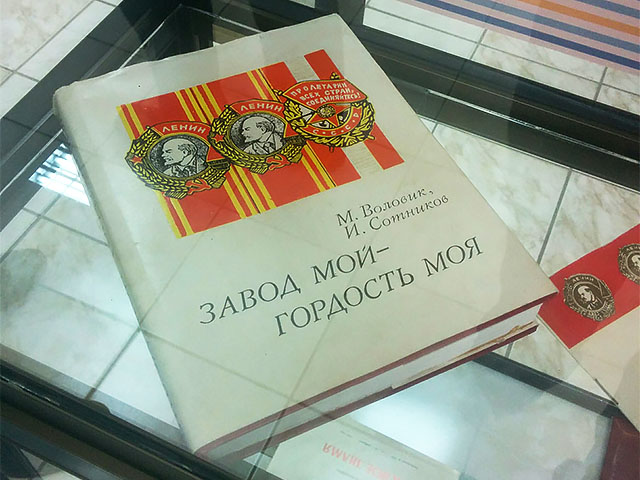 ЛЕНИН
ЛЕНИН
ПРОЛЕТАРИИ
ВСЕХ СТРАН,
СОЕДИНЯЙТЕСЬ!
СССР
М. Воловик,
И. Сотников
ЗАВОД МОЙ–
ГОРДОСТЬ МОЯ